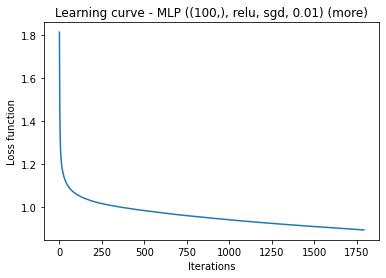 Learning curve - MLP ((100,), relu, sgd, 0.01) (more)
1.8
1.6
1.4
1.2
1.0
Loss function
0 250 500 750 1000 1250 1500 1750
Iterations